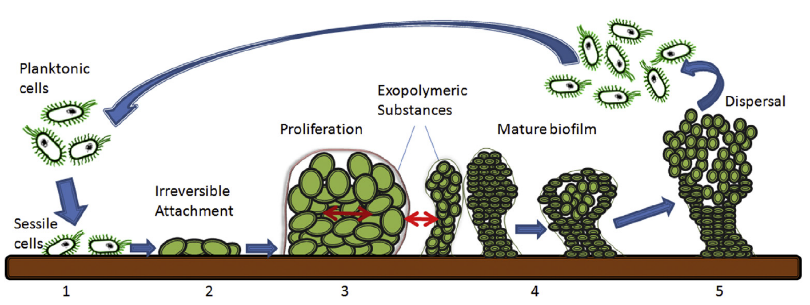 Planktonic
cells
Sessile
cells
Irreversible
Attachment
Proliferation
Exopolymeric
Substances
Mature biofilm
Dispersal
1
2
3
4
5